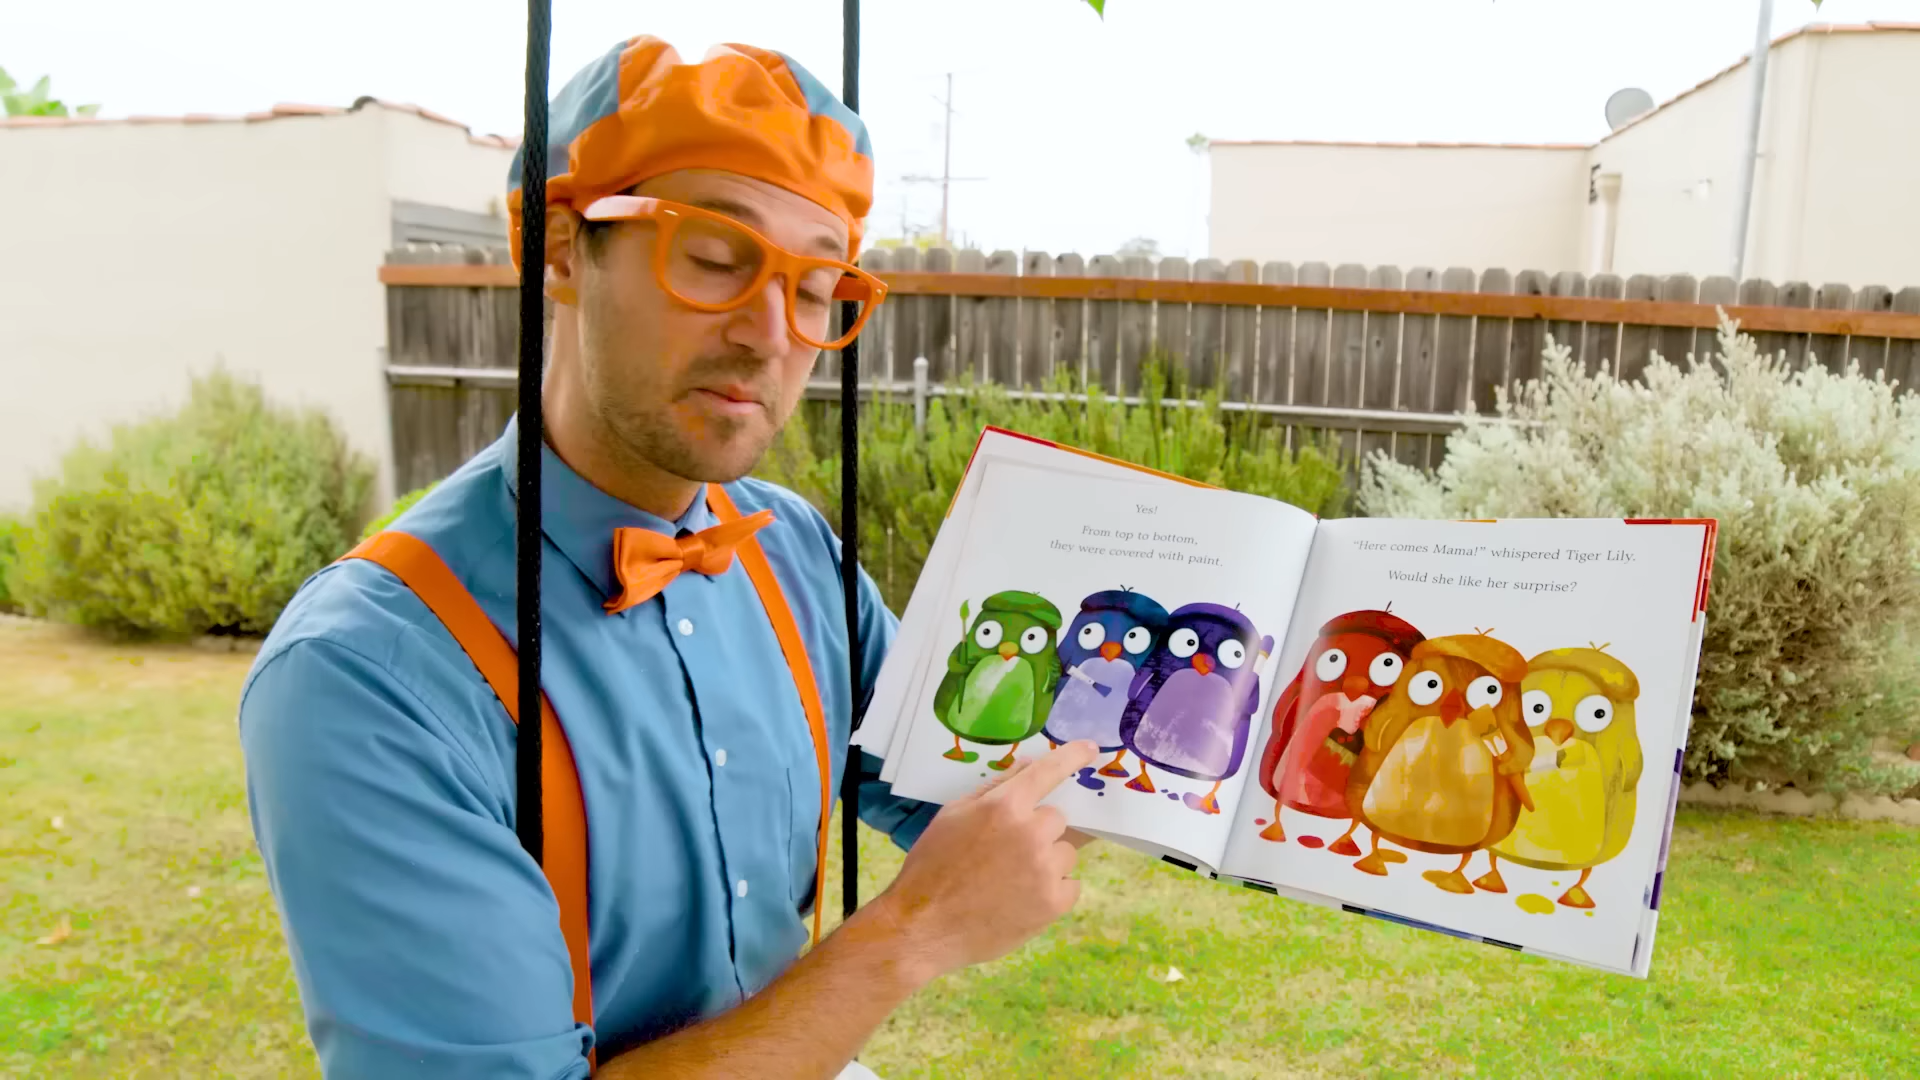 Yes!
From top to bottom,
they were covered with paint.
“Here comes Mama!” whispered Tiger Lily.
Would she like her surprise?